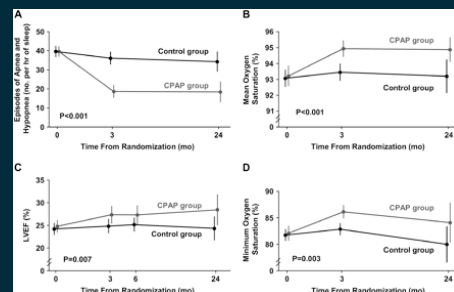 A
Episodes of Apnea and
Hypopnea (no. per hr of sleep)
60
50
40
30
20
10
0
Control group
CPAP group
P<0.001
0
3
24
Time From Randomization (mo)
B
Mean Oxygen
Saturation (%)
96
95
94
93
92
0
CPAP group
Control group
P<0.001
0
3
24
Time From Randomization (mo)
C
LVEF (%)
35
30
25
20
0
CPAP group
Control group
P=0.007
0
3
6
24
Time From Randomization (mo)
D
Minimum Oxygen
Saturation (%)
90
85
80
0
CPAP group
Control group
P=0.003
0
3
24
Time From Randomization (mo)